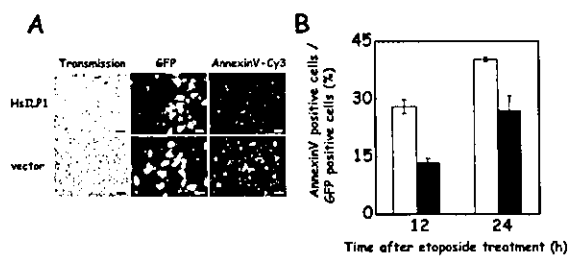 A
Transmission GFP AnnexinV-Cy3
HsILP1
vector
B
AnnexinV positive cells /
GFP positive cells (%)
45
30
15
0
12 24
Time after etoposide treatment (h)